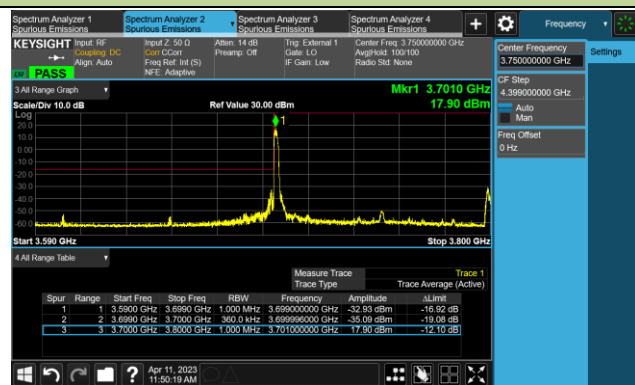 Spectrum Analyzer 1
Spurious Emissions
Spectrum Analyzer 2
Spurious Emissions
Spectrum Analyzer 3
Spurious Emissions
Spectrum Analyzer 4
Spurious Emissions
+
Frequency
KEYSIGHT
Input: RF
Coupling: DC
Align: Auto
Input Z: 50 Ω
Corr CCorr
Freq Ref: Int (S)
NFE: Adaptive
Atten: 14 dB
Preamp: Off
Trig: External 1
Gate: LO
IF Gain: Low
Center Freq: 3.750000000 GHz
Avg|Hold: 100/100
Radio Std: None
PASS
Center Frequency
3.750000000 GHz
Settings
CF Step
4.399000000 GHz
Auto
Man
Freq Offset
0 Hz
3 All Range Graph
Mkr1 3.7010 GHz
Scale/Div 10.0 dB
Ref Value 30.00 dBm
17.90 dBm
Log
1
20.0
10.0
0.00
-10.0
-20.0
-30.0
-40.0
-50.0
-60.0
Start 3.590 GHz
Stop 3.800 GHz
4 All Range Table
Measure Trace Trace 1
Trace Type Trace Average (Active)
Spur Range Start Freq Stop Freq RBW Frequency Amplitude ΔLimit
1 1 3.5900 GHz 3.6990 GHz 1.000 MHz 3.699000000 GHz -32.93 dBm -16.92 dB
2 2 3.6990 GHz 3.7000 GHz 360.0 kHz 3.699996000 GHz -35.09 dBm -19.08 dB
3 3 3.7000 GHz 3.8000 GHz 1.000 MHz 3.701000000 GHz 17.90 dBm -12.10 dB
?
Apr 11, 2023
11:50:19 AM